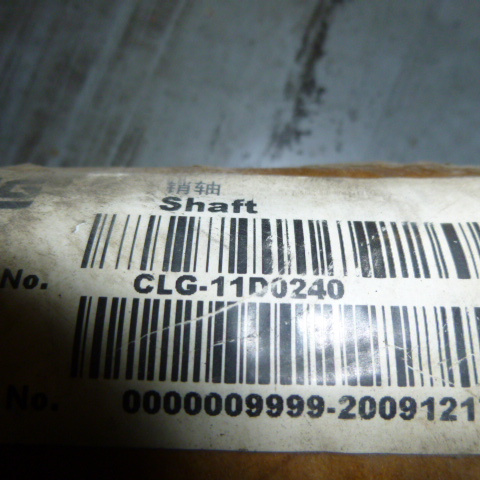 销轴
Shaft
No. CLG-11D0240
No. 0000009999-2009121